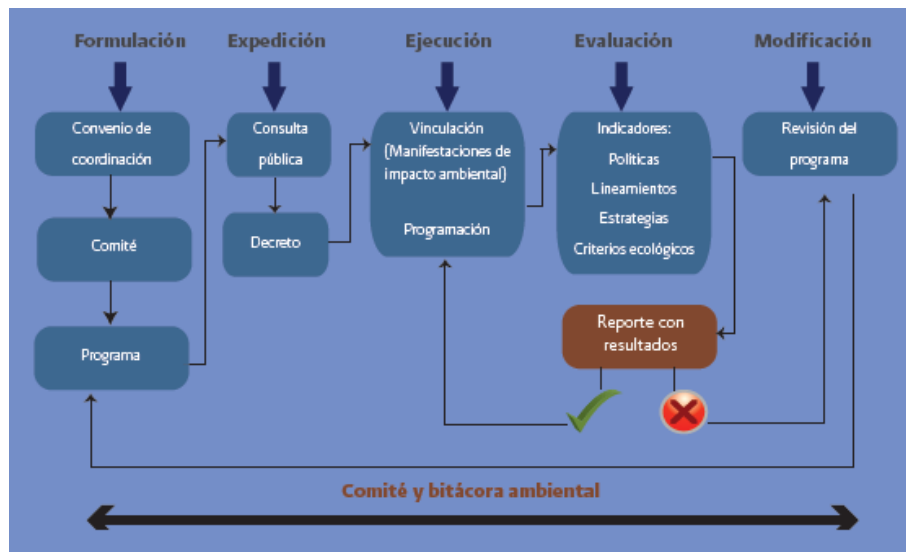 Formulación
Expedición
Ejecución
Evaluación
Modificación
Convenio de
coordinación
Comité
Programa
Consulta
pública
Decreto
Vinculación
(Manifestaciones de
impacto ambiental)
Programación
Indicadores:
Políticas
Lineamientos
Estrategias
Criterios ecológicos
Reporte con
resultados
Revisión del
programa
Comité y bitácora ambiental